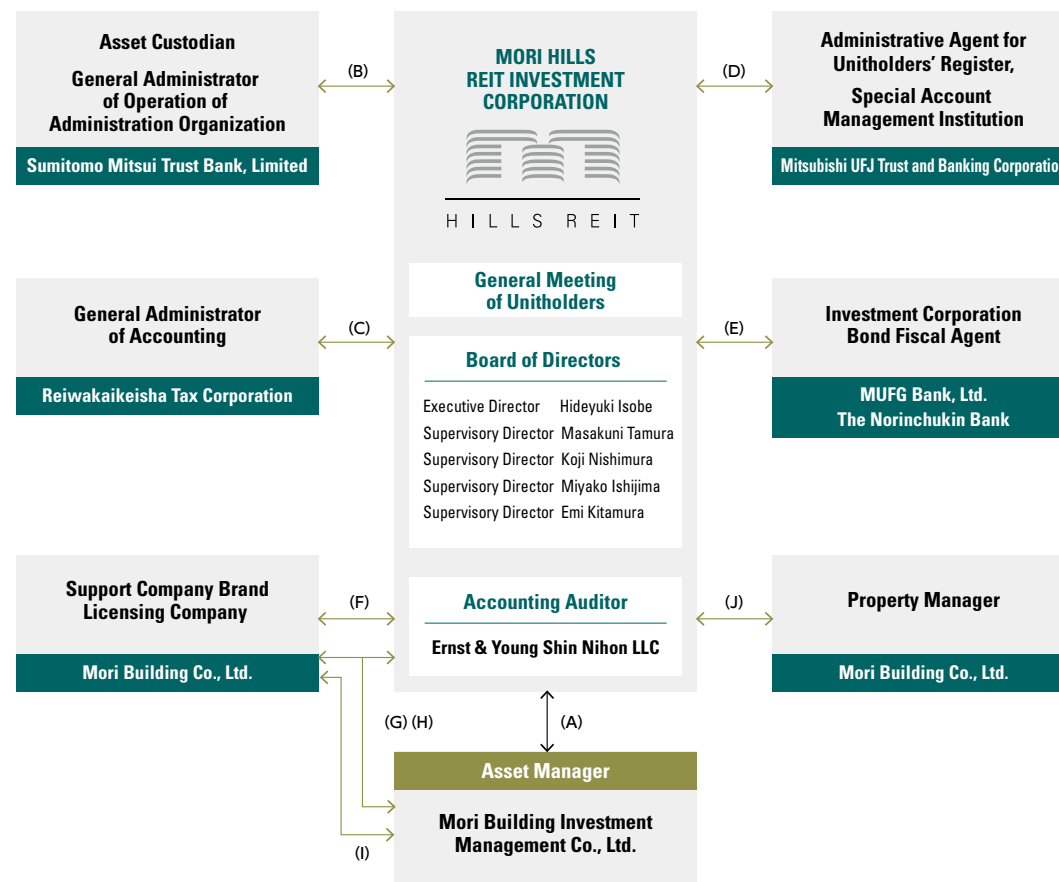 Asset Custodian
General Administrator
of Operation of
Administration Organization
Sumitomo Mitsui Trust Bank, Limited
(B)
MORI HILLS
REIT INVESTMENT
CORPORATION
HILLS REIT
(D)
Administrative Agent for
Unitholders' Register,
Special Account
Management Institution
Mitsubishi UFJ Trust and Banking Corporatio
General Meeting
of Unitholders
General Administrator
of Accounting
Reiwakaikeisha Tax Corporation
(C)
Board of Directors
Executive Director Hideyuki Isobe
Supervisory Director Masakuni Tamura
Supervisory Director Koji Nishimura
Supervisory Director Miyako Ishijima
Supervisory Director Emi Kitamura
(E)
Investment Corporation
Bond Fiscal Agent
MUFG Bank, Ltd.
The Norinchukin Bank
Support Company Brand
Licensing Company
Mori Building Co., Ltd.
(F)
Accounting Auditor
Ernst & Young Shin Nihon LLC
(J)
Property Manager
Mori Building Co., Ltd.
(G) (H)
(A)
Asset Manager
Mori Building Investment
Management Co., Ltd.
(I)